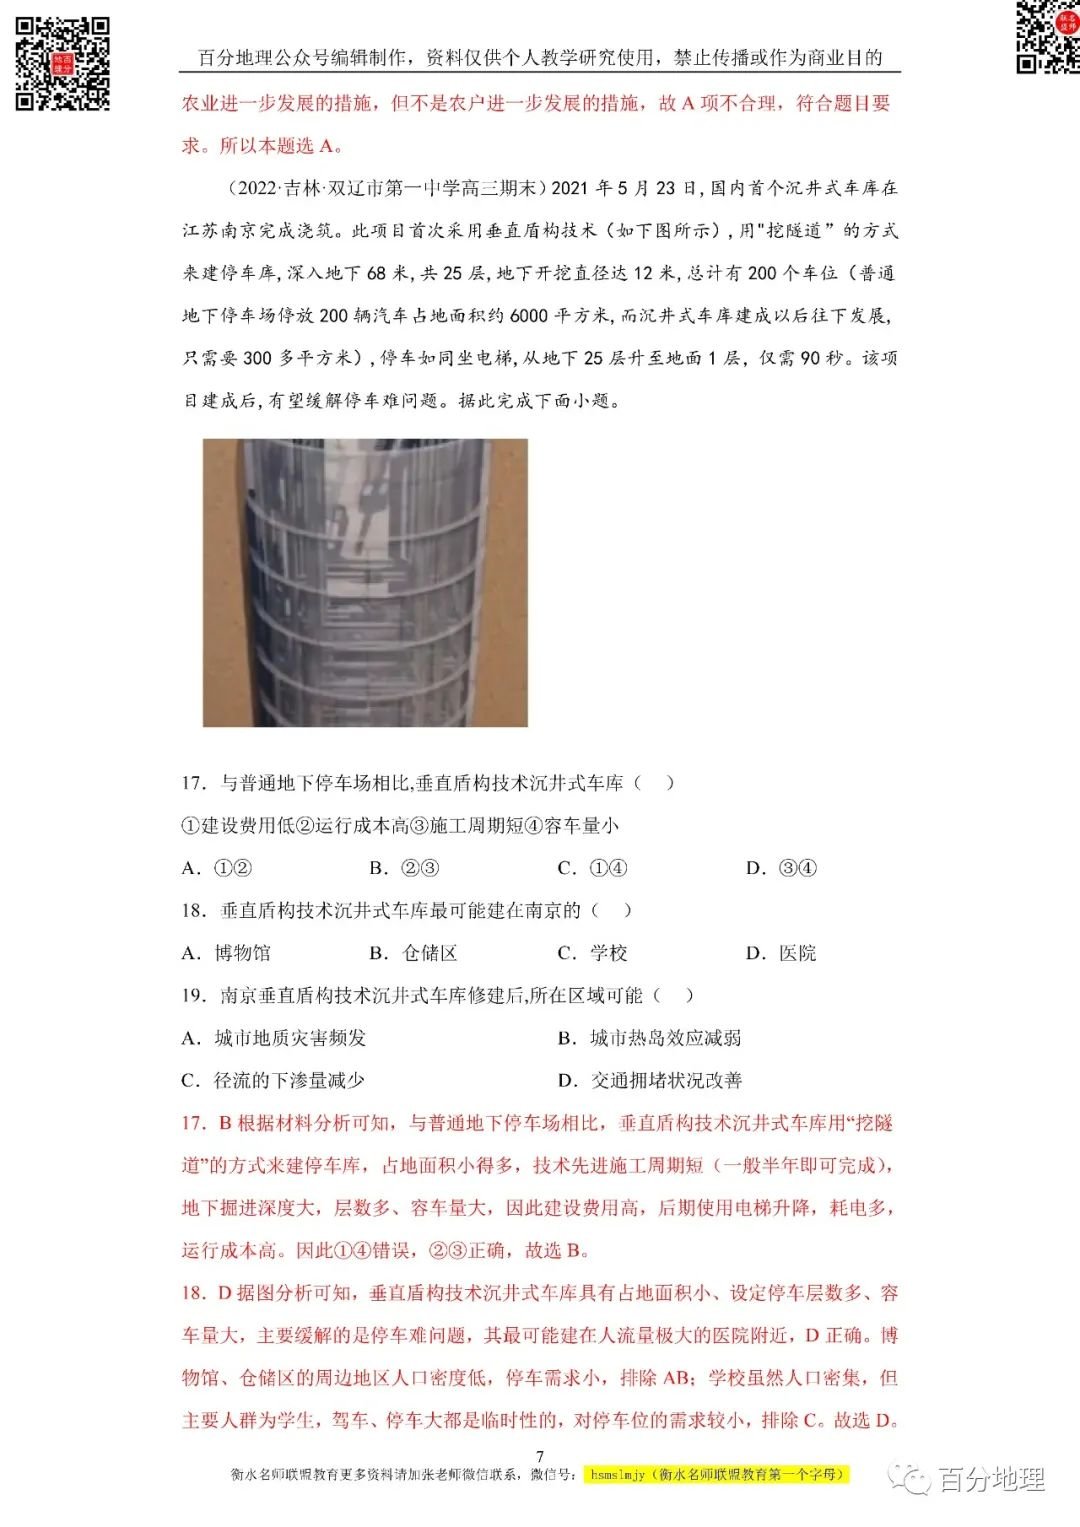 百分地理公众号编辑制作，资料仅供个人教学研究使用，禁止传播或作为商业目的
农业进一步发展的措施，但不是农户进一步发展的措施，故 A 项不合理，符合题目要
求。所以本题选 A。
（2022·吉林·双辽市第一中学高三期末）2021 年 5 月 23 日,国内首个沉井式车库在
江苏南京完成浇筑。此项目首次采用垂直盾构技术（如下图所示）,用"挖隧道”的方式
来建停车库,深入地下 68 米,共 25 层,地下开挖直径达 12 米,总计有 200 个车位（普通
地下停车场停放 200 辆汽车占地面积约 6000 平方米,而沉井式车库建成以后往下发展,
只需要 300 多平方米）,停车如同坐电梯,从地下 25 层升至地面 1 层, 仅需 90 秒。该项
目建成后,有望缓解停车难问题。据此完成下面小题。
17．与普通地下停车场相比,垂直盾构技术沉井式车库（　）
①建设费用低②运行成本高③施工周期短④容车量小
A．①② B．②③ C．①④ D．③④
18．垂直盾构技术沉井式车库最可能建在南京的（　）
A．博物馆 B．仓储区 C．学校 D．医院
19．南京垂直盾构技术沉井式车库修建后,所在区域可能（　）
A．城市地质灾害频发 B．城市热岛效应减弱
C．径流的下渗量减少 D．交通拥堵状况改善
17．B 根据材料分析可知，与普通地下停车场相比，垂直盾构技术沉井式车库用“挖隧
道”的方式来建停车库，占地面积小得多，技术先进施工周期短（一般半年即可完成），
地下掘进深度大，层数多、容车量大，因此建设费用高，后期使用电梯升降，耗电多，
运行成本高。因此①④错误，②③正确，故选 B。
18．D 据图分析可知，垂直盾构技术沉井式车库具有占地面积小、设定停车层数多、容
车量大，主要缓解的是停车难问题，其最可能建在人流量极大的医院附近，D 正确。博
物馆、仓储区的周边地区人口密度低，停车需求小，排除 AB；学校虽然人口密集，但
主要人群为学生，驾车、停车大都是临时性的，对停车位的需求较小，排除 C。故选 D。
7
衡水名师联盟教育更多资料请加张老师微信联系，微信号： hsmslmjy（衡水名师联盟教育第一个字母）
百分地理